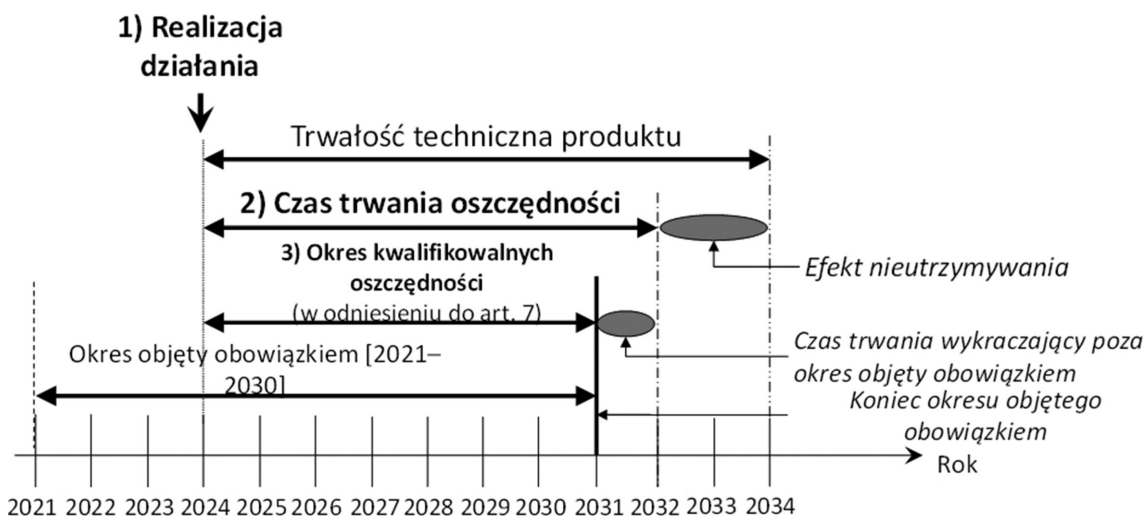 1) Realizacja
działania
Trwałość techniczna produktu
2) Czas trwania oszczędności
3) Okres kwalifikowalnych
oszczędności
(w odniesieniu do art. 7)
Efekt nieutrzymywania
Okres objęty obowiązkiem [2021–
2030]
Czas trwania wykraczający poza
okres objęty obowiązkiem
Koniec okresu objętego
obowiązkiem
Rok
2021 2022 2023 2024 2025 2026 2027 2028 2029 2030 2031 2032 2033 2034